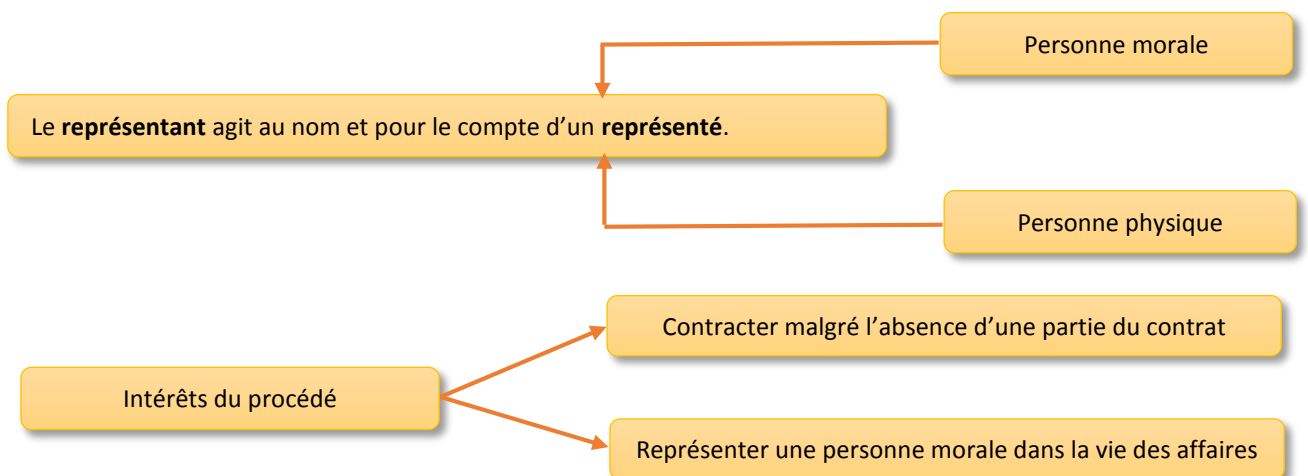 Personne morale
Le représentant agit au nom et pour le compte d’un représenté.
Personne physique
Contracter malgré l’absence d’une partie du contrat
Intérêts du procédé
Représenter une personne morale dans la vie des affaires